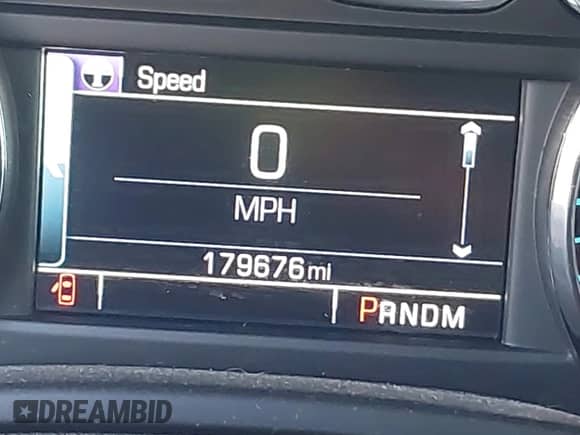 Speed
0
MPH
179676mi
PRNDM
DREAMBID